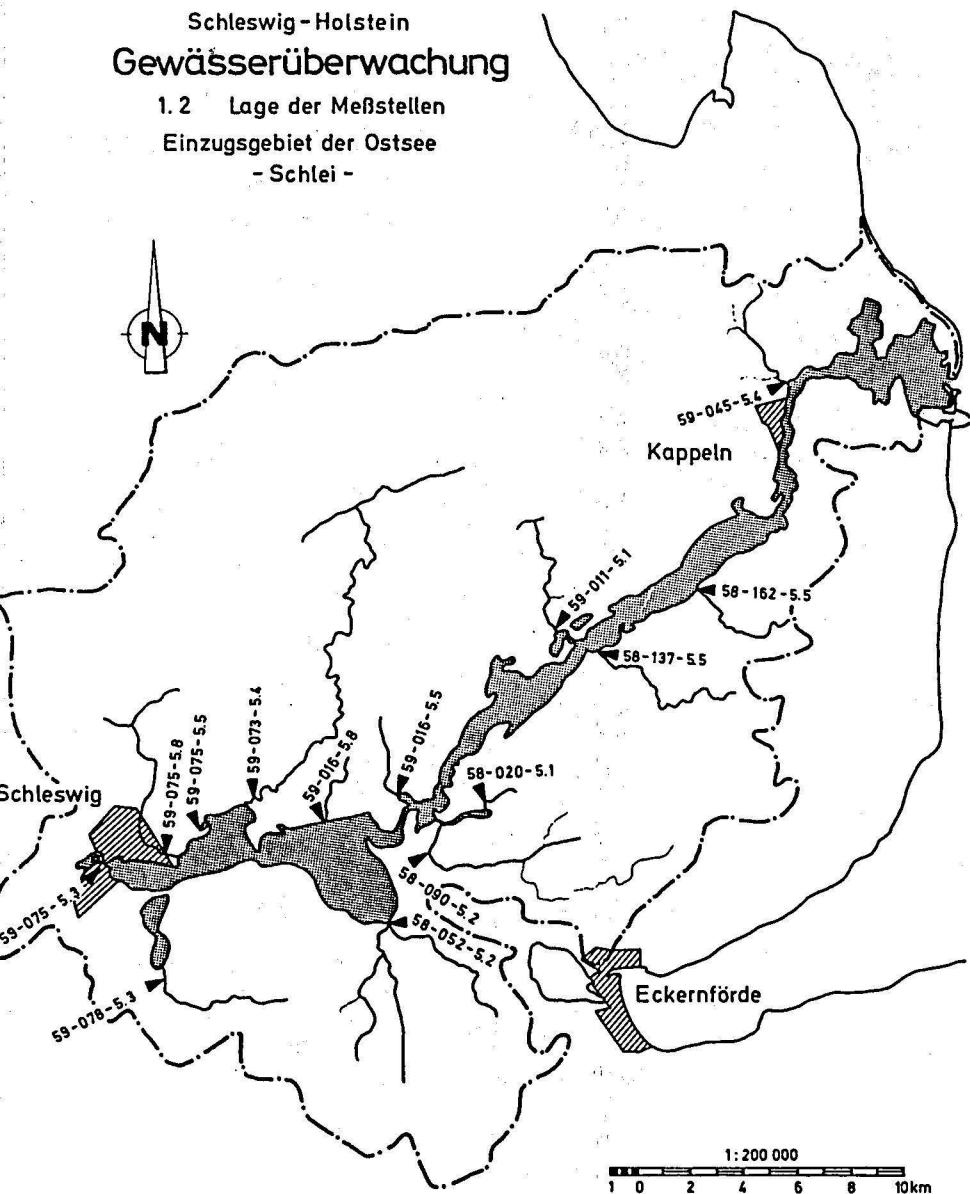 Schleswig-Holstein
Gewässerüberwachung
1.2 Lage der Meßstellen
Einzugsgebiet der Ostsee
- Schlei -
N
59-045-5.4
Kappeln
59-011-5.1
58-162-5.5
58-137-5.5
59-016-5.5
59-016-5.8
59-073-5.4
59-075-5.5
59-075-5.8
58-020-5.1
Schleswig
59-075-5.3
58-090-5.2
58-052-5.2
59-078-5.3
Eckernförde
1:200 000
1 0 2 4 6 8 10km